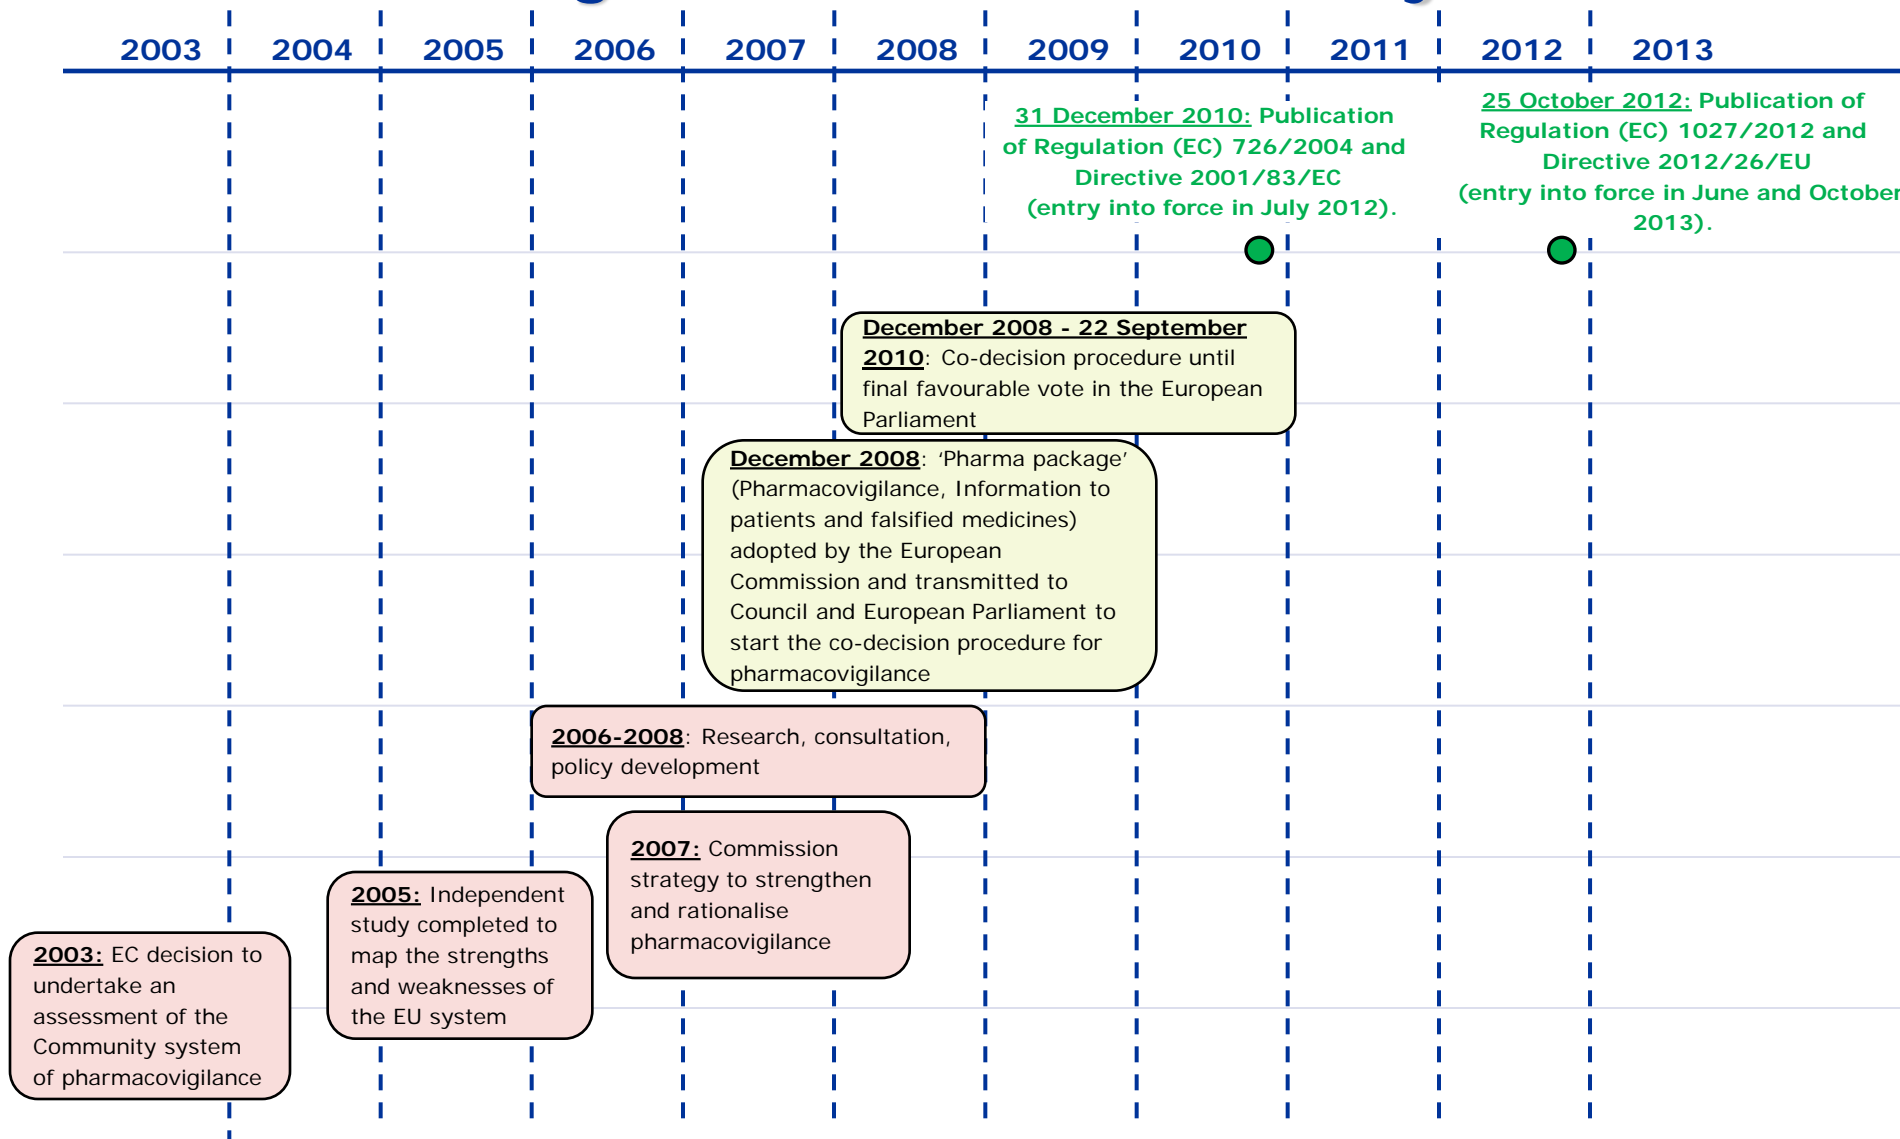 2003 2004 2005 2006 2007 2008 2009 2010 2011 2012 2013
31 December 2010: Publication
of Regulation (EC) 726/2004 and
Directive 2001/83/EC
(entry into force in July 2012).
25 October 2012: Publication of
Regulation (EC) 1027/2012 and
Directive 2012/26/EU
(entry into force in June and October
2013).
December 2008 - 22 September
2010: Co-decision procedure until
final favourable vote in the European
Parliament
December 2008: ‘Pharma package’
(Pharmacovigilance, Information to
patients and falsified medicines)
adopted by the European
Commission and transmitted to
Council and European Parliament to
start the co-decision procedure for
pharmacovigilance
2006-2008: Research, consultation,
policy development
2007: Commission
strategy to strengthen
and rationalise
pharmacovigilance
2005: Independent
study completed to
map the strengths
and weaknesses of
the EU system
2003: EC decision to
undertake an
assessment of the
Community system
of pharmacovigilance